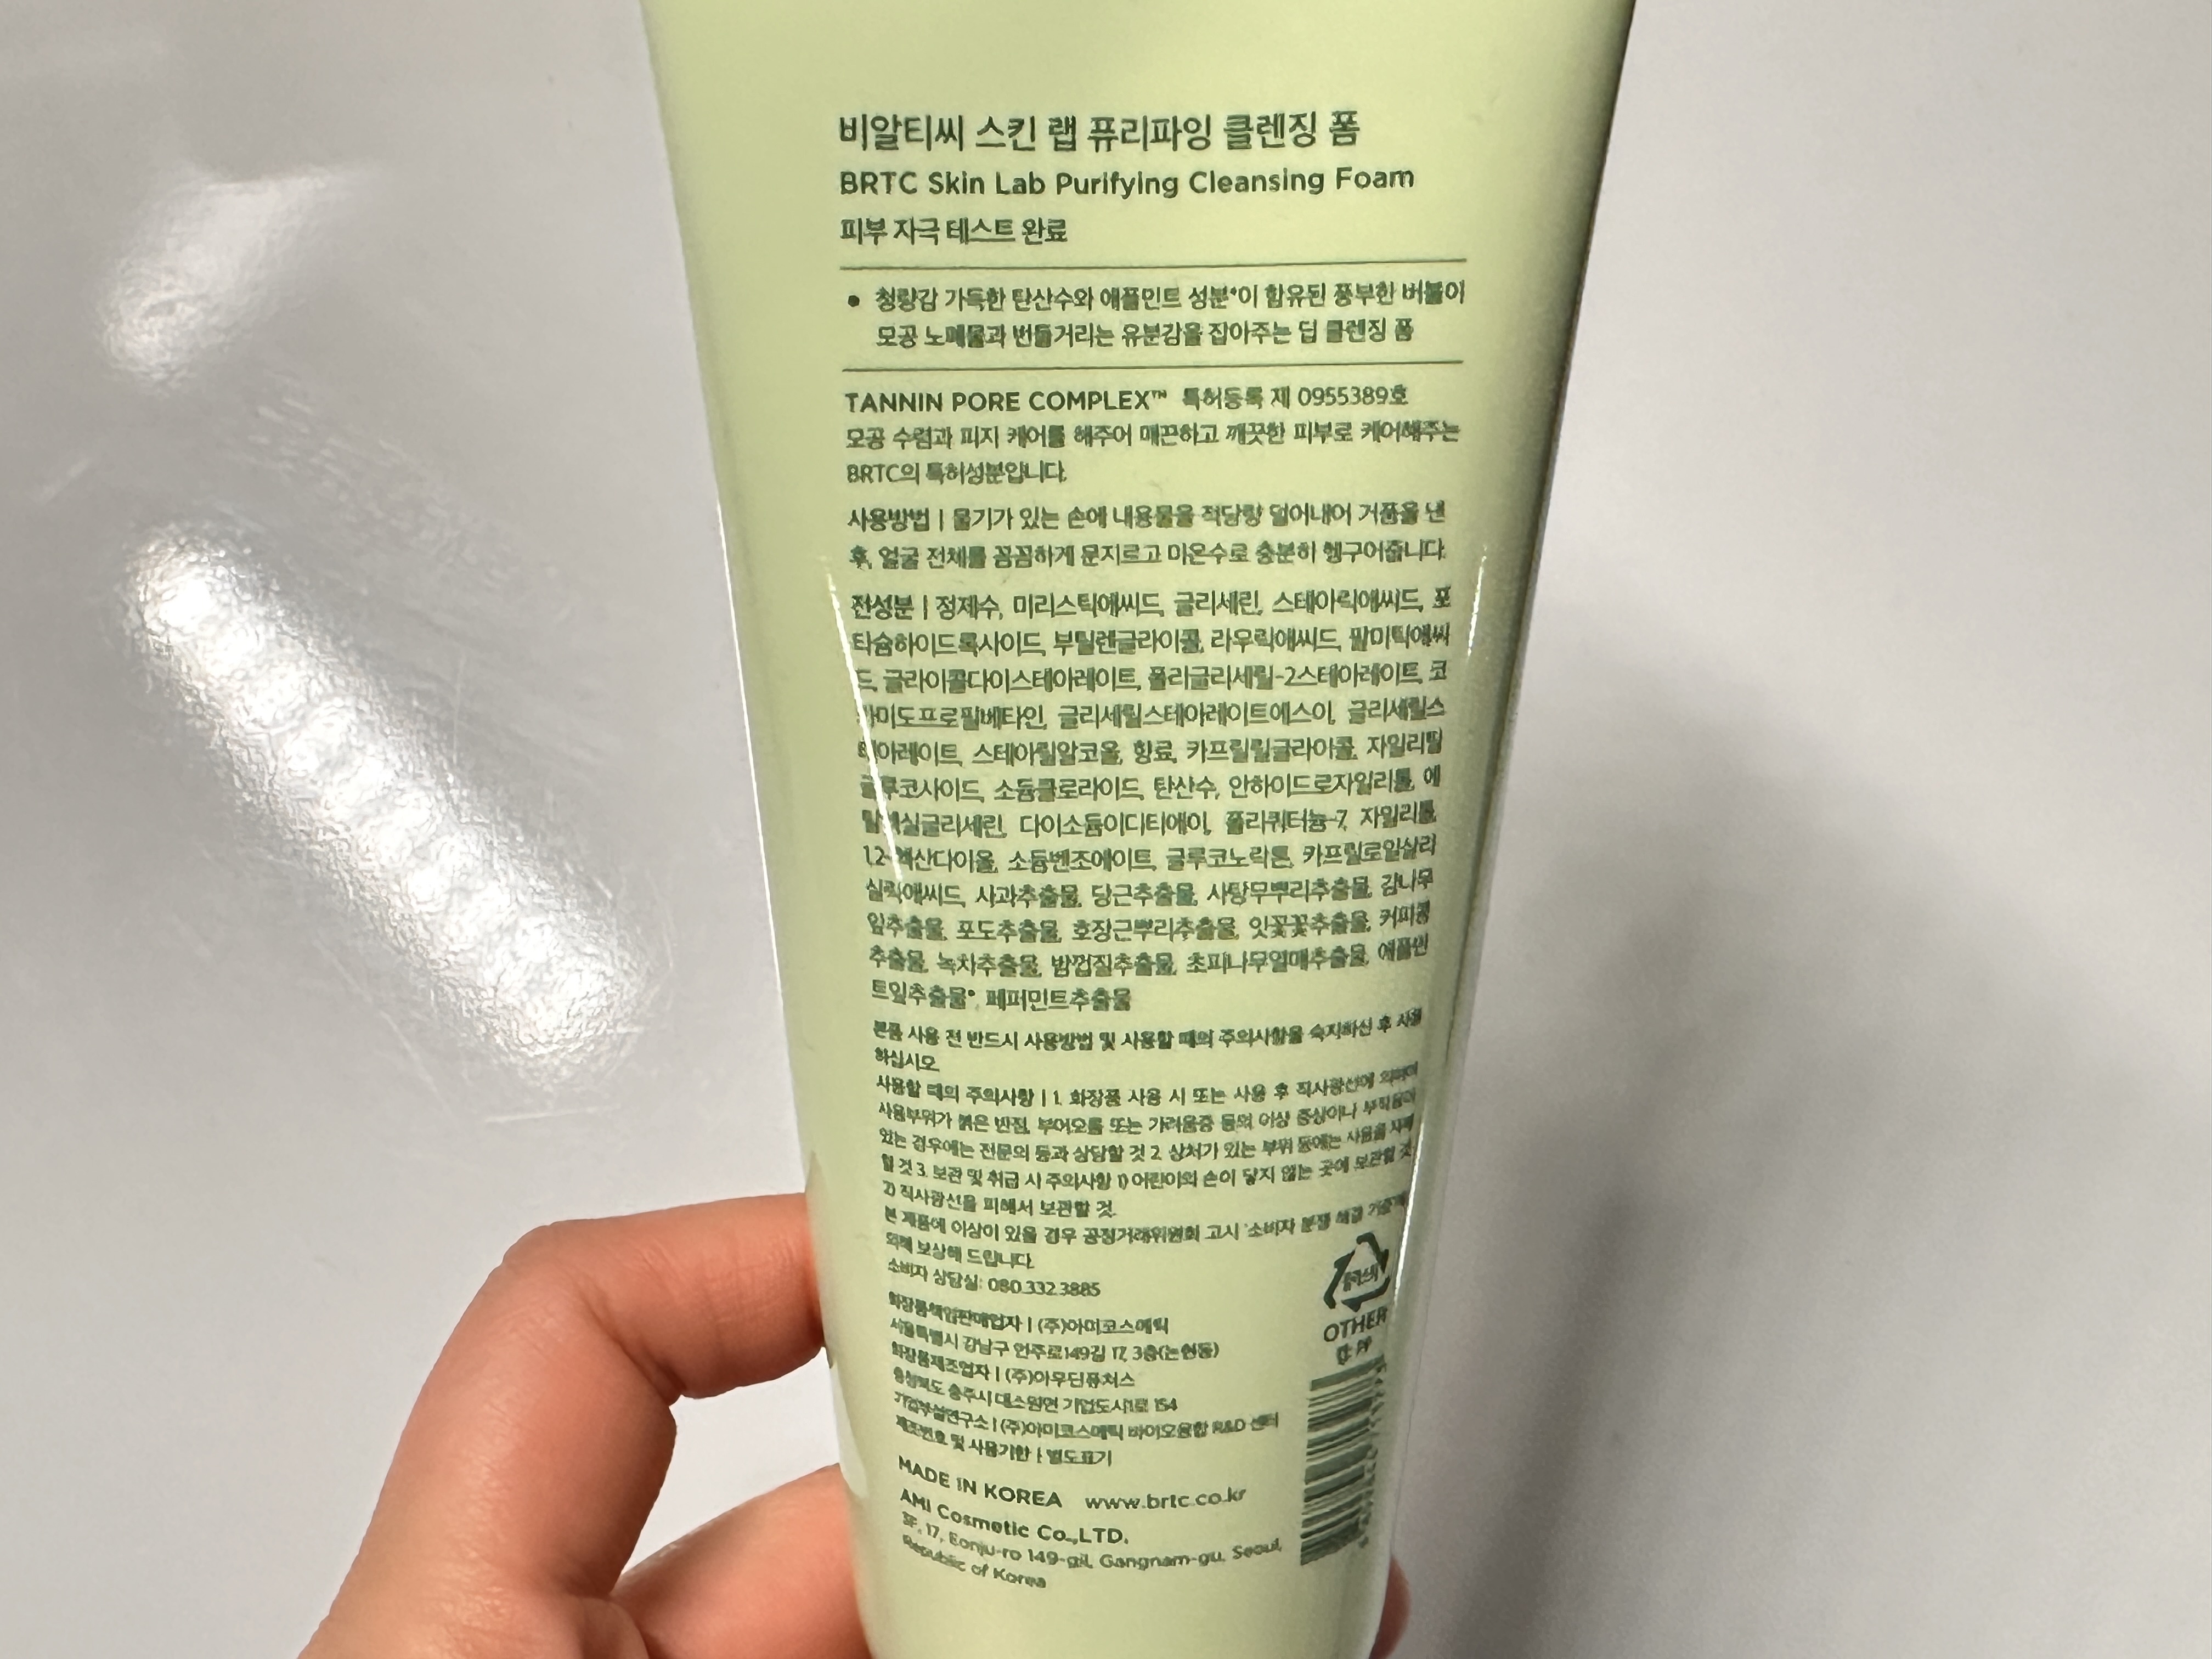 비알티씨 스킨 랩 퓨리파잉 클렌징 폼
BRTC Skin Lab Purifying Cleansing Foam
피부 자극 테스트 완료
• 청량감 가득한 탄산수와 애플민트 성분*이 함유된 풍부한 버블이
모공 노폐물과 번들거리는 유분감을 잡아주는 딥 클렌징 폼
TANNIN PORE COMPLEX™ 특허등록 제 0955389호
모공 수렴과 피지 케어를 해주어 매끈하고 깨끗한 피부로 케어해주는
BRTC의 특허성분입니다.
사용방법 | 물기가 있는 손에 내용물을 적당량 덜어내어 거품을 낸
후, 얼굴 전체를 꼼꼼하게 문지르고 미온수로 충분히 헹구어줍니다.
전성분 | 정제수, 미리스틱애씨드, 글리세린, 스테아릭애씨드, 포
타슘하이드록사이드, 부틸렌글라이콜, 라우릭애씨드, 팔미틱애씨
드, 글라이콜다이스테아레이트, 폴리글리세릴-2스테아레이트, 코
카미도프로필베타인, 글리세릴스테아레이트에스이, 글리세릴스
테아레이트, 스테아릴알코올, 향료, 카프릴릴글라이콜, 자일리틸
글루코사이드, 소듐클로라이드, 탄산수, 안하이드로자일리톨, 에
틸헥실글리세린, 다이소듐이디티에이, 폴리쿼터늄-7, 자일리톨,
1,2-헥산다이올, 소듐벤조에이트, 글루코노락톤, 카프릴로일살리
실릭애씨드, 사과추출물, 당근추출물, 사탕무뿌리추출물, 감나무
잎추출물, 포도추출물, 호장근뿌리추출물, 잇꽃꽃추출물, 커피콩
추출물, 녹차추출물, 밤껍질추출물, 초피나무열매추출물, 애플민
트잎추출물*, 페퍼민트추출물
본품 사용 전 반드시 사용방법 및 사용할 때의 주의사항을 숙지하신 후 사용
하십시오.
사용할 때의 주의사항 | 1. 화장품 사용 시 또는 사용 후 직사광선에 의하여
사용부위가 붉은 반점, 부어오름 또는 가려움증 등의 이상 증상이나 부작용이
있는 경우에는 전문의 등과 상담할 것 2. 상처가 있는 부위 등에는 사용을 자제
할 것 3. 보관 및 취급 시 주의사항 1) 어린이의 손이 닿지 않는 곳에 보관할 것
2) 직사광선을 피해서 보관할 것.
본 제품에 이상이 있을 경우 공정거래위원회 고시 '소비자 분쟁 해결 기준'에
의해 보상해 드립니다.
소비자 상담실: 080.332.3885
화장품책임판매업자 | (주)아미코스메틱
서울특별시 강남구 언주로149길 17, 3층(논현동)
화장품제조업자 | (주)아우딘퓨쳐스
충청북도 충주시 대소원면 기업도시1로 154
기업부설연구소 | (주)아미코스메틱 바이오융합 R&D 센터
제조번호 및 사용기한 | 별도표기
MADE IN KOREA www.brtc.co.kr
AMI Cosmetic Co.,LTD.
3F, 17, Eonju-ro 149-gil, Gangnam-gu, Seoul,
Republic of Korea
OTHER